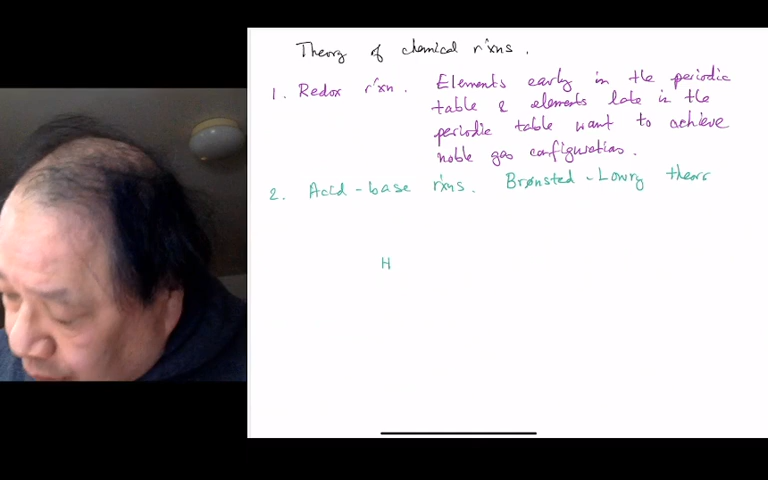 Theory of chemical r'xns.
1. Redox r'xn. Elements early in the periodic
table & elements late in the
periodic table want to achieve
noble gas configuration.
2. Acid-base r'xns. Brønsted-Lowry theory
H